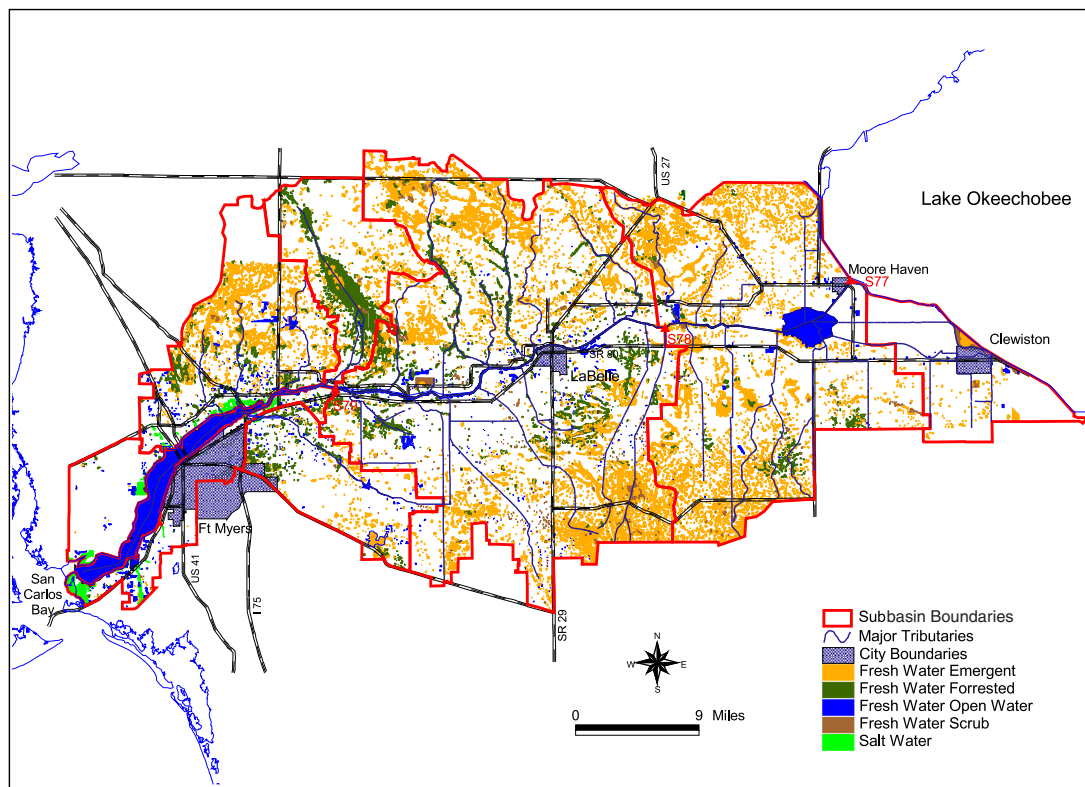 US 27
Lake Okeechobee
Moore Haven
S77
Clewiston
S78
SR 80
LaBelle
S79
Ft Myers
US 41
I 75
San
Carlos
Bay
SR 29
Subbasin Boundaries
Major Tributaries
City Boundaries
Fresh Water Emergent
Fresh Water Forrested
Fresh Water Open Water
Fresh Water Scrub
Salt Water
N
W
E
S
0
9
Miles